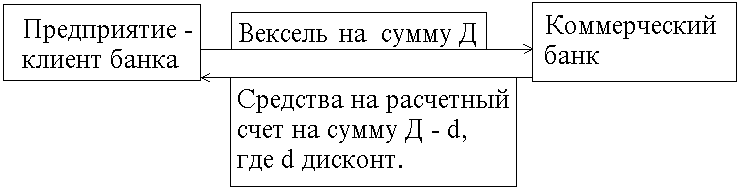 Предприятие -
клиент банка
Вексель на сумму Д
Коммерческий
банк
Средства на расчетный
счет на сумму Д - d,
где d дисконт.